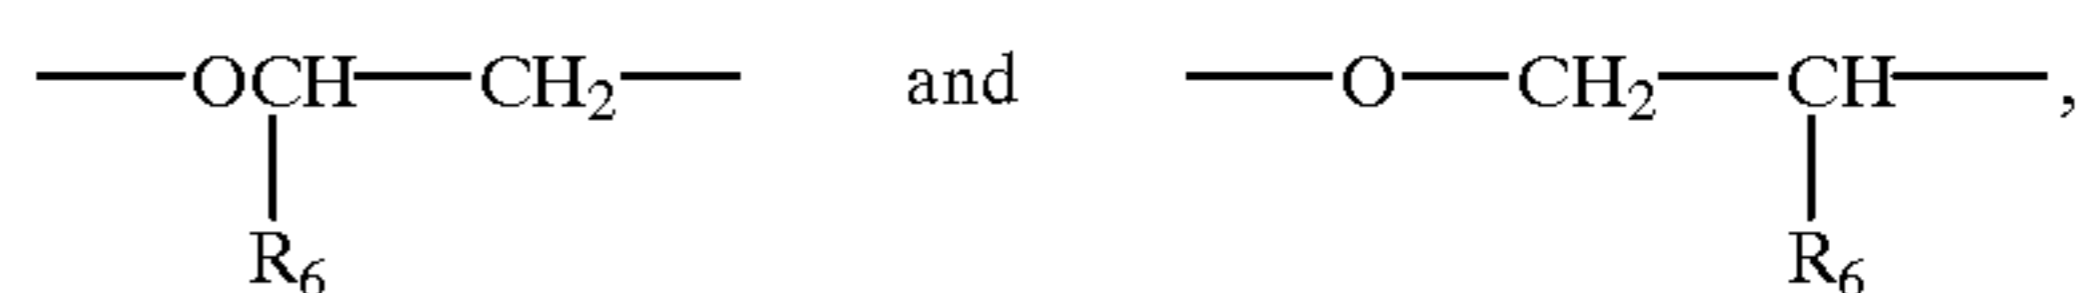 —OCH—CH₂— and —O—CH₂—CH—,
R₆ R₆